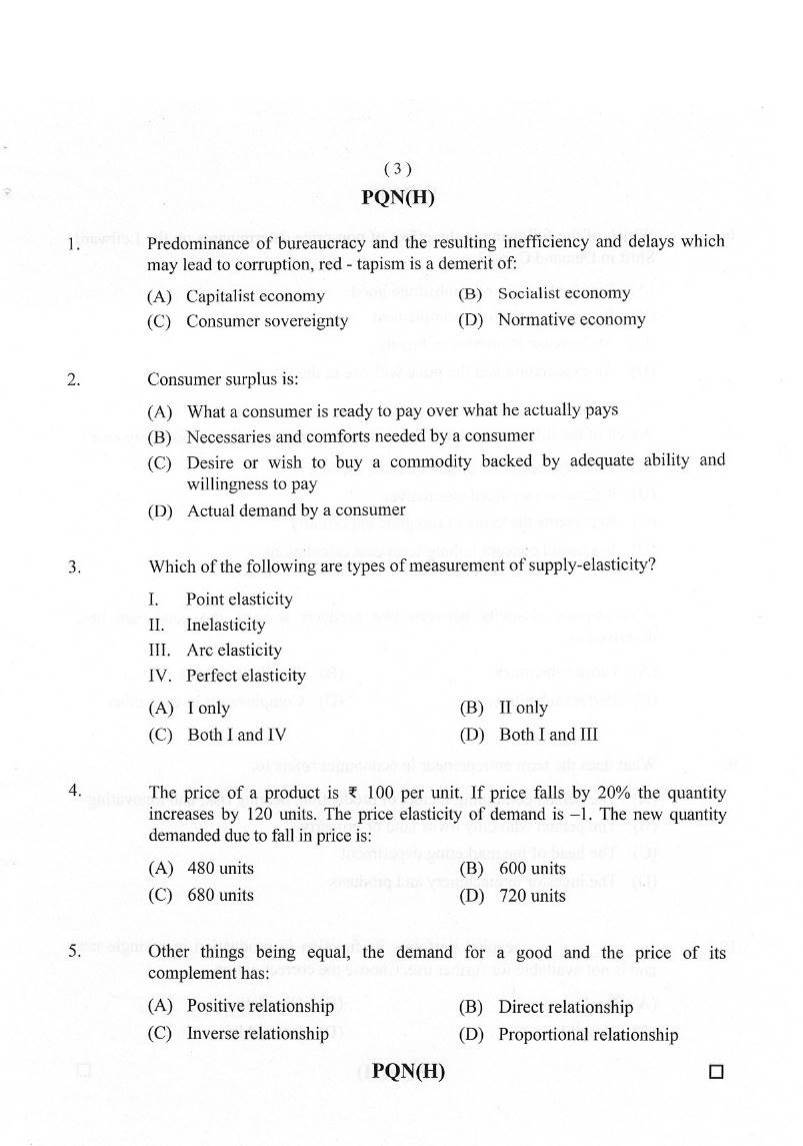 ( 3 )
PQN(H)
1. Predominance of bureaucracy and the resulting inefficiency and delays which
may lead to corruption, red - tapism is a demerit of:
(A) Capitalist economy (B) Socialist economy
(C) Consumer sovereignty (D) Normative economy
2. Consumer surplus is:
(A) What a consumer is ready to pay over what he actually pays
(B) Necessaries and comforts needed by a consumer
(C) Desire or wish to buy a commodity backed by adequate ability and
willingness to pay
(D) Actual demand by a consumer
3. Which of the following are types of measurement of supply-elasticity?
I. Point elasticity
II. Inelasticity
III. Arc elasticity
IV. Perfect elasticity
(A) I only (B) II only
(C) Both I and IV (D) Both I and III
4. The price of a product is ₹ 100 per unit. If price falls by 20% the quantity
increases by 120 units. The price elasticity of demand is –1. The new quantity
demanded due to fall in price is:
(A) 480 units (B) 600 units
(C) 680 units (D) 720 units
5. Other things being equal, the demand for a good and the price of its
complement has:
(A) Positive relationship (B) Direct relationship
(C) Inverse relationship (D) Proportional relationship
PQN(H)